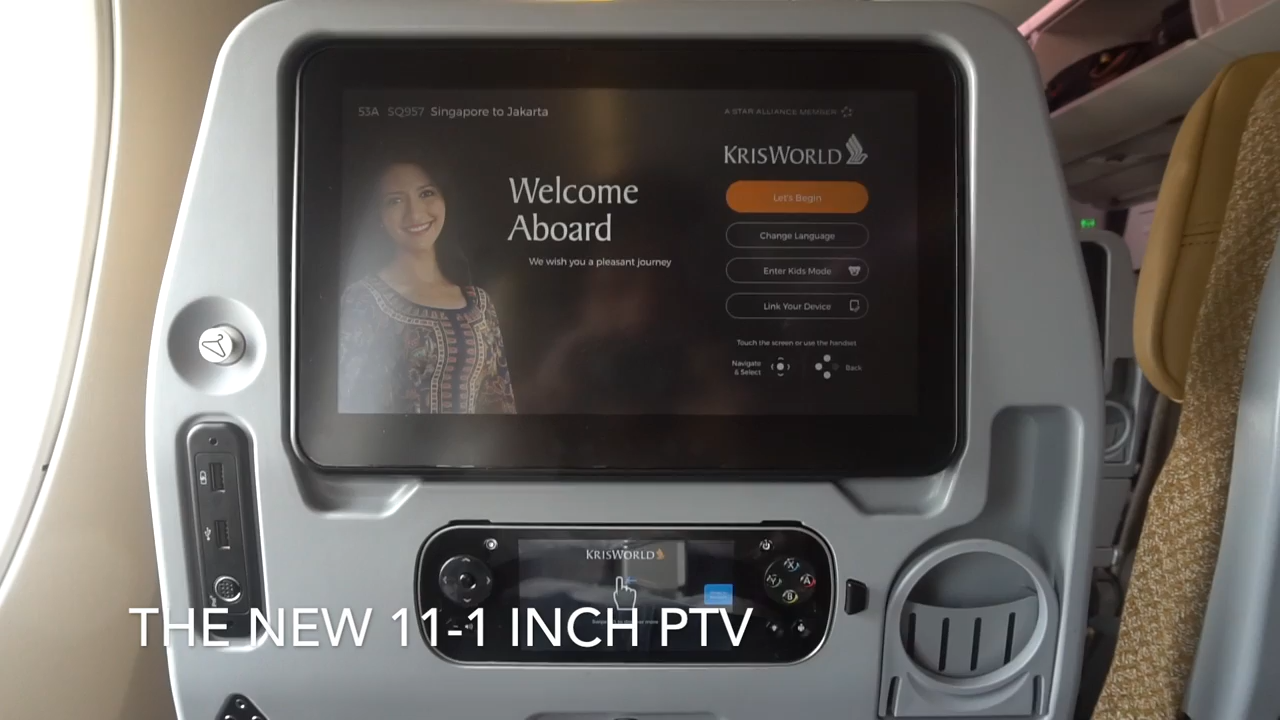 53A SQ957 Singapore to Jakarta
A STAR ALLIANCE MEMBER
KRISWORLD
Welcome
Aboard
We wish you a pleasant journey
Let's Begin
Change Language
Enter Kids Mode
Link Your Device
Touch the screen or use the handset
Navigate
& Select
Back
KRISWORLD
X
Y
A
B
THE NEW 11-1 INCH PTV